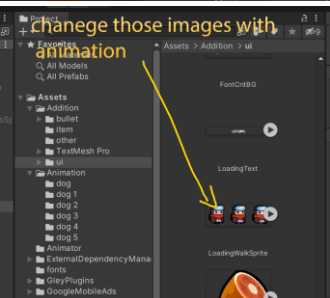 Project
chanege those images with
animation
Favorites
All Models
All Prefabs
Assets
Addition
bullet
item
other
TextMesh Pro
ui
Animation
dog
dog 1
dog 2
dog 3
dog 4
dog 5
Animator
ExternalDependencyMana
fonts
GleyPlugins
GoogleMobileAds
9
Assets > Addition > ui
FontCritBG
LoadingText
LoadingWalkSprite